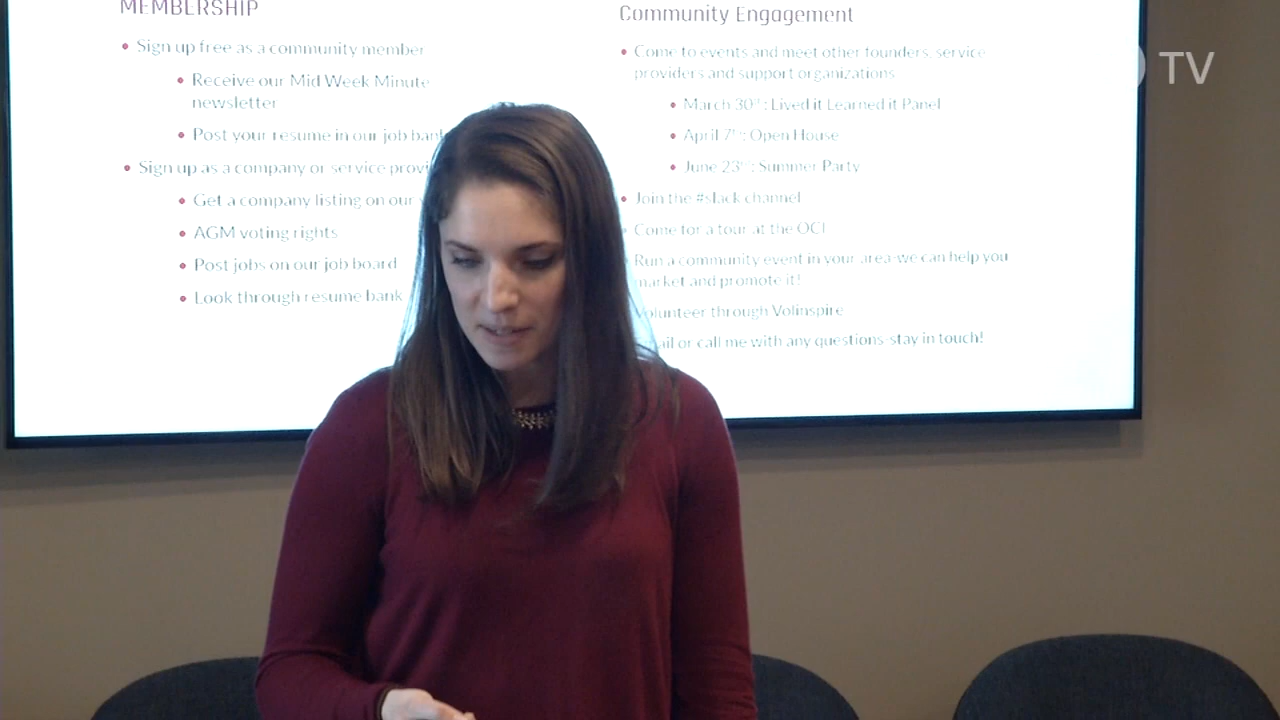 MEMBERSHIP
Sign up free as a community member
Receive our Mid Week Minute
newsletter
Post your resume in our job bank
Sign up as a company or service
Get a company listing on our
AGM voting rights
Post jobs on our job board
Look through resume bank
Community Engagement
Come to events and meet other founders, service
providers and support organizations
March 30th: Lived it Learned it Panel
April 7th: Open House
June 23rd: Summer Party
Join the #slack channel
Come for a tour at the OCI
Run a community event in your area-we can help you
market and promote it!
Volunteer through Volinspire
or call me with any questions-stay in touch!
TV